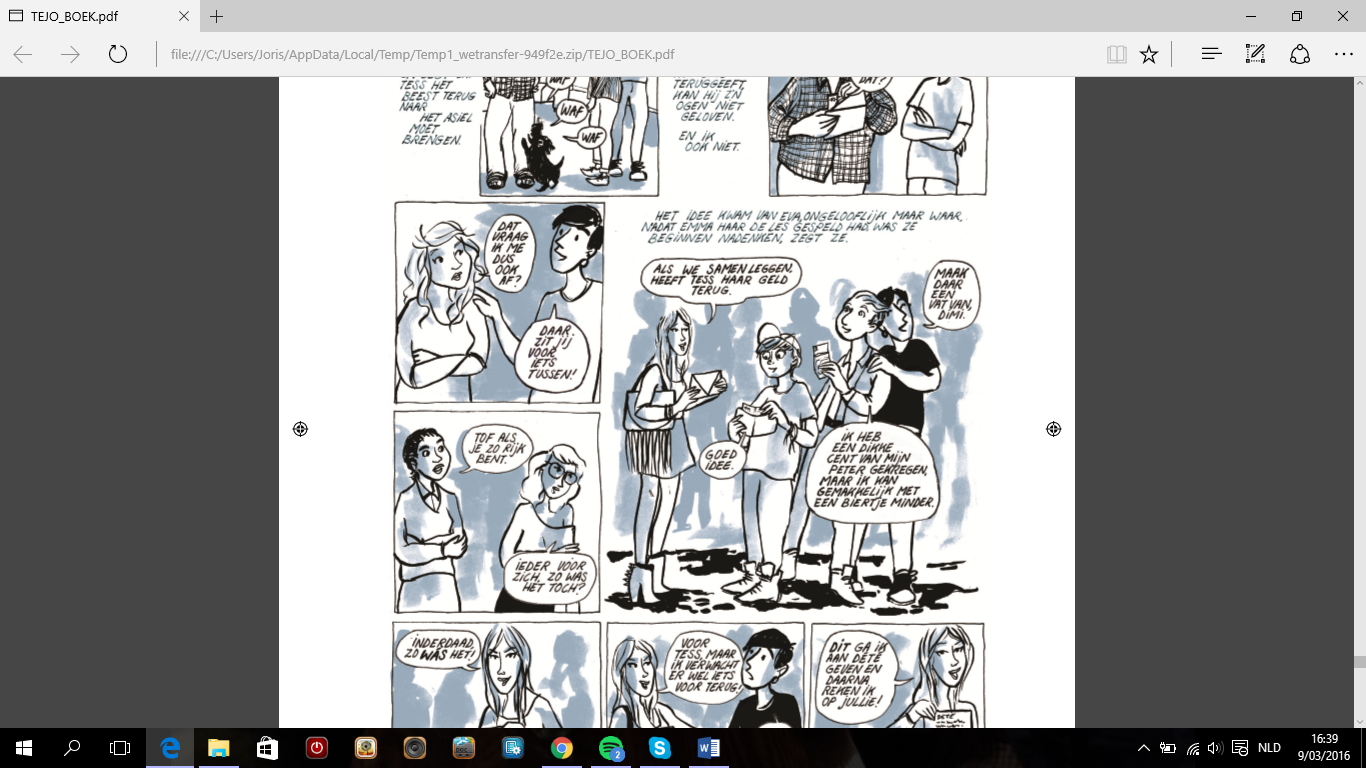 TEJO_BOEK.pdf
file:///C:/Users/Joris/AppData/Local/Temp/Temp1_wetransfer-949f2e.zip/TEJO_BOEK.pdf
TESS HET
BEEST TERUG
NAAR
HET ASIEL
MOET
BRENGEN.
WAF
WAF
WAF
TERUGGEEFT,
KAN HIJ Z'N
OGEN NIET
GELOVEN.
EN IK
OOK NIET.
DAT?
DAT
VRAAG
IK ME
DUS
OOK
AF?
DAAR
ZIT JIJ
VOOR
IETS
TUSSEN!
HET IDEE KWAM VAN EVA, ONGELOOFLIJK MAAR WAAR.
NADAT EMMA HAAR DE LES GESPELD HAD, WAS ZE
BEGINNEN NADENKEN, ZEGT ZE.
ALS WE SAMEN LEGGEN,
HEEFT TESS HAAR GELD
TERUG.
MAAK
DAAR
EEN
VAT VAN,
DIMI.
GOED
IDEE.
IK HEB
EEN DIKKE
CENT VAN MIJN
PETER GEKREGEN,
MAAR IK KAN
GEMAKKELIJK MET
EEN BIERTJE MINDER.
TOF ALS
JE ZO RIJK
BENT.
IEDER VOOR
ZICH, ZO WAS
HET TOCH?
INDERDAAD,
ZO WAS HET!
VOOR
TESS, MAAR
IK VERWACHT
ER WEL IETS
VOOR TERUG!
DIT GA IK
AAN DÉTÉ
GEVEN EN
DAARNA
REKEN IK
OP JULLIE!
DÉTÉ
2
NLD
16:39
9/03/2016